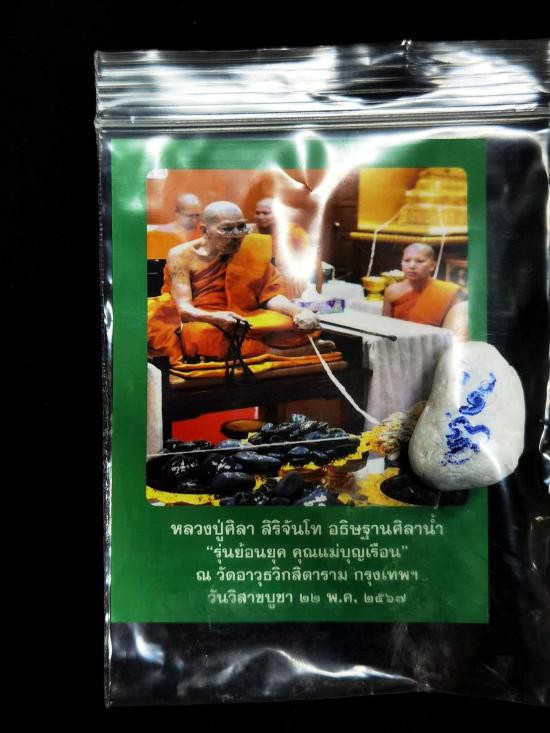 หลวงปู่ศิลา สิริจันโท อธิษฐานศิลาน้ำ
“รุ่นย้อนยุค คุณแม่บุญเรือน”
ณ วัดอาวุธวิกสิตาราม กรุงเทพฯ
วันวิสาขบูชา ๒๒ พ.ค. ๒๕๖๗